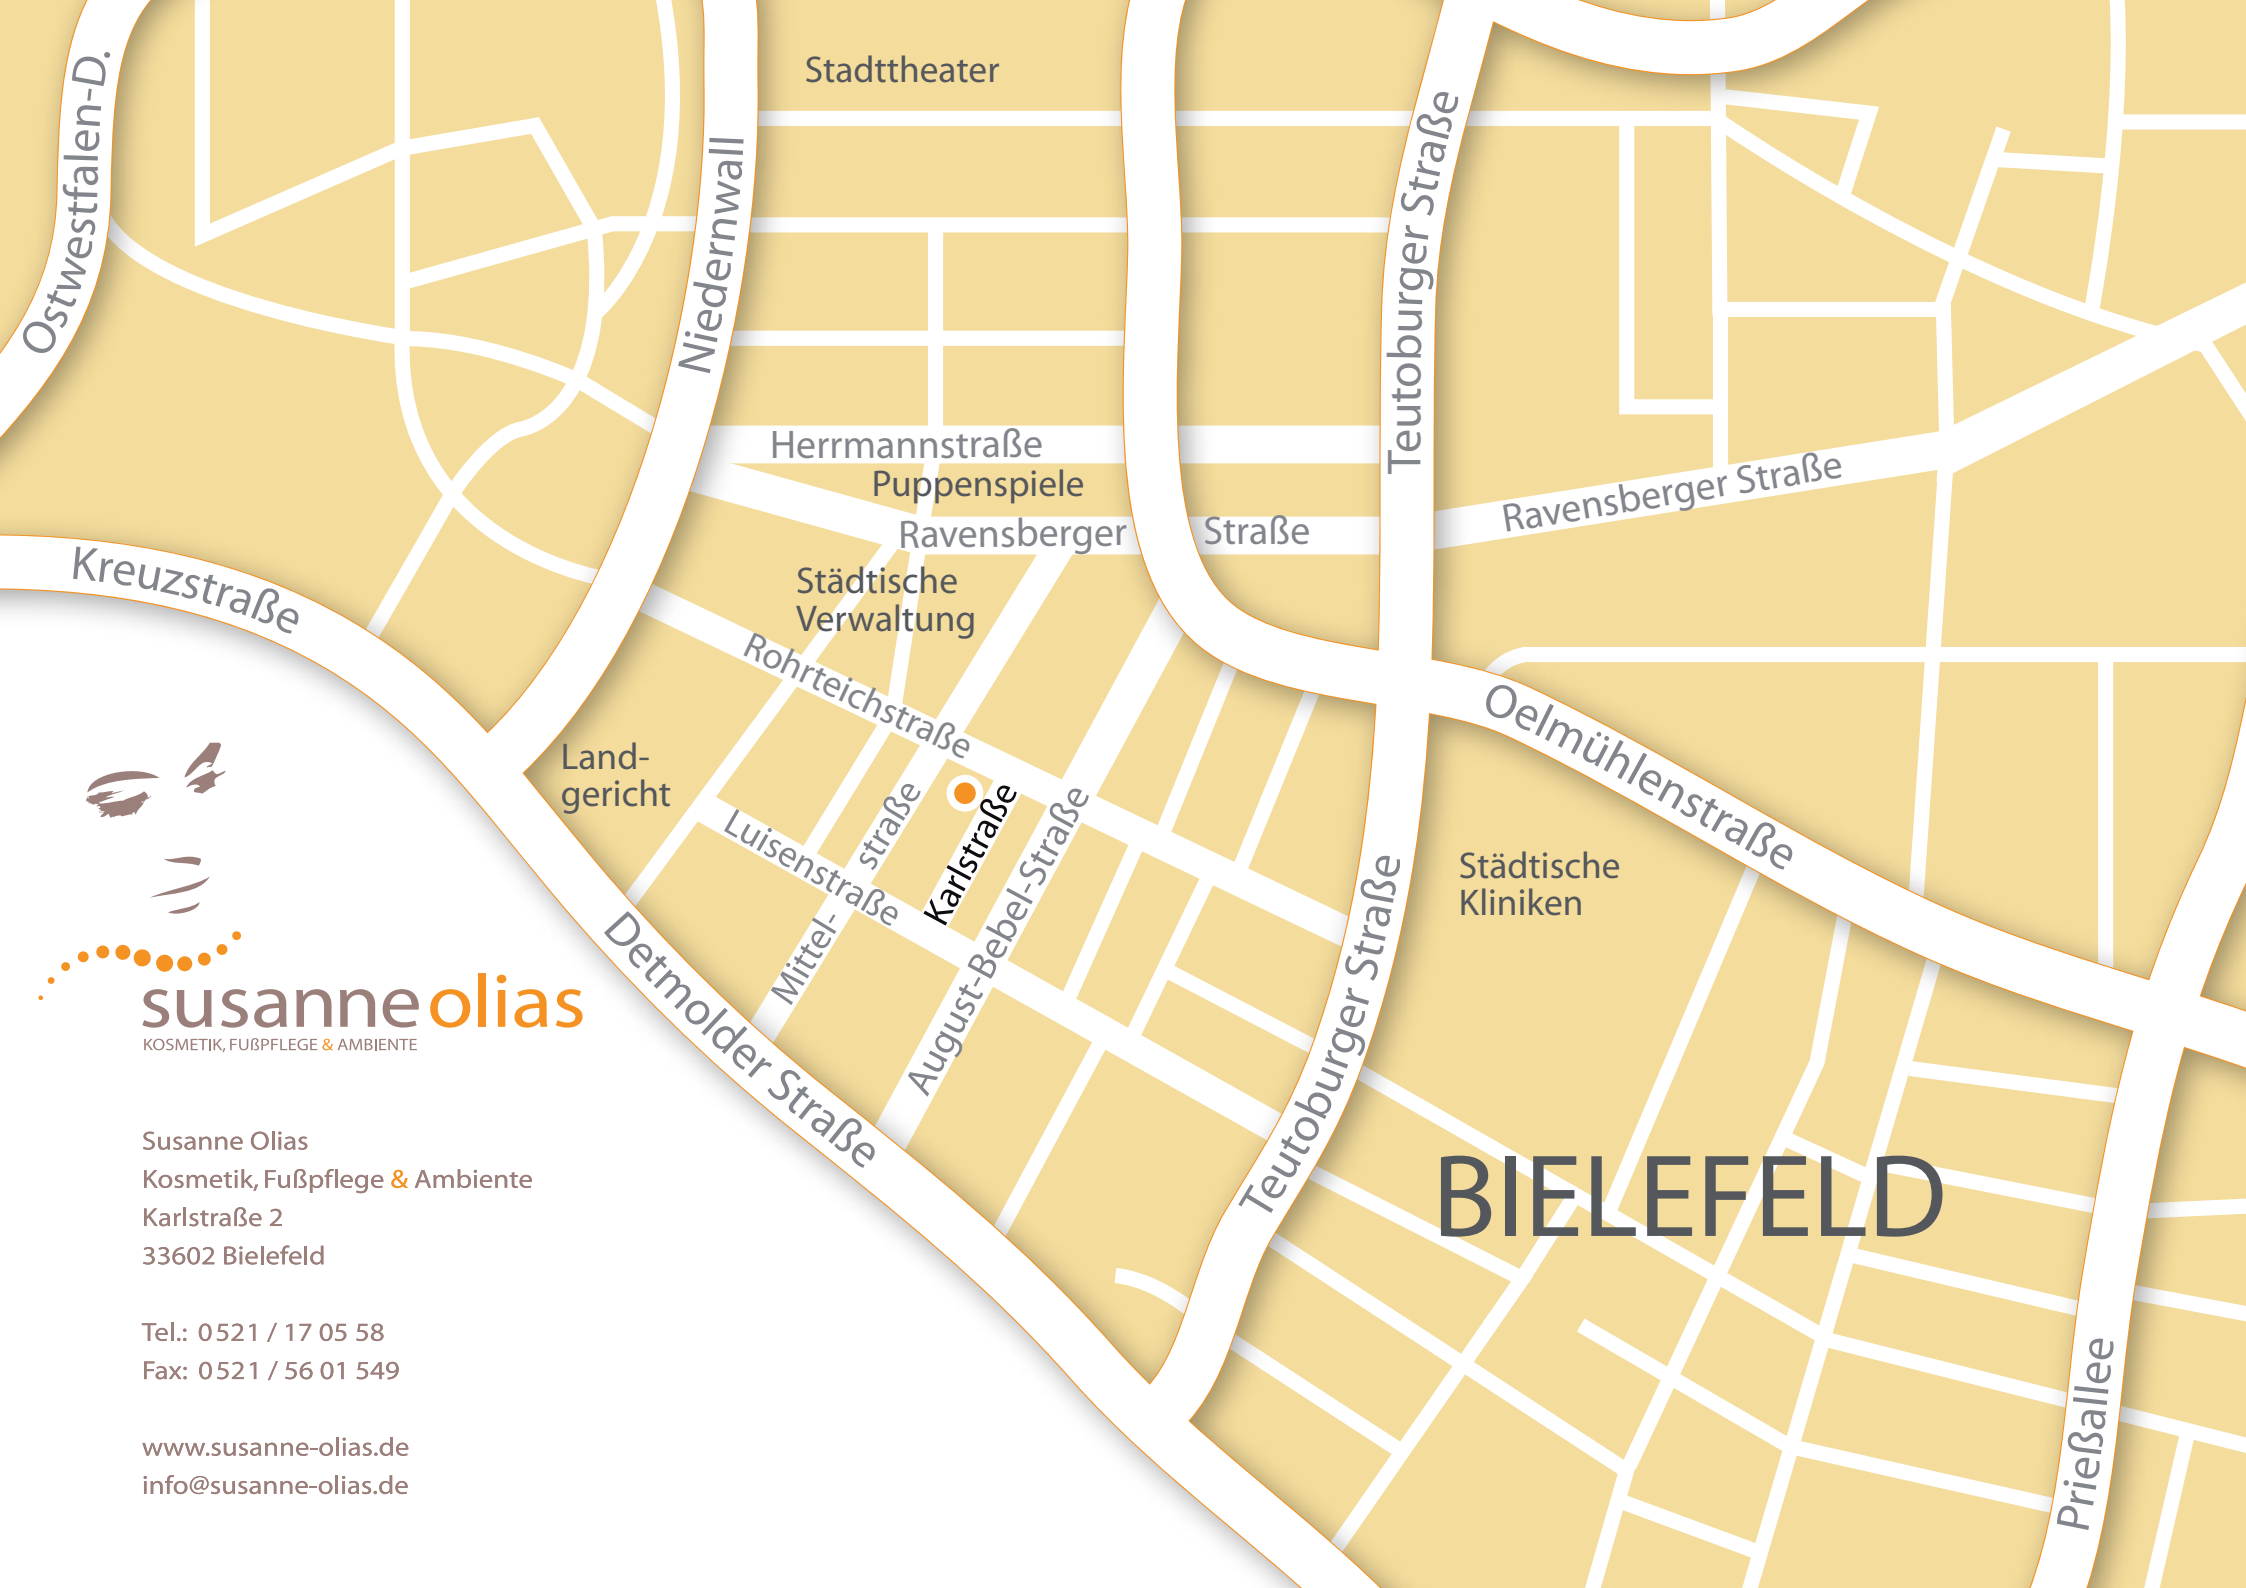 Ostwestfalen-D.
Niedernwall
Stadttheater
Teutoburger Straße
Herrmannstraße
Puppenspiele
Ravensberger Straße
Ravensberger Straße
Kreuzstraße
Städtische
Verwaltung
Rohrteichstraße
Land-
gericht
Luisenstraße
Mittel-
straße
Karlstraße
August-Bebel-Straße
Oelmühlenstraße
Städtische
Kliniken
Detmolder Straße
Teutoburger Straße
BIELEFELD
Prießallee
susanneolias
KOSMETIK, FUßPFLEGE & AMBIENTE
Susanne Olias
Kosmetik, Fußpflege & Ambiente
Karlstraße 2
33602 Bielefeld
Tel.: 0521 / 17 05 58
Fax: 0521 / 56 01 549
www.susanne-olias.de
info@susanne-olias.de